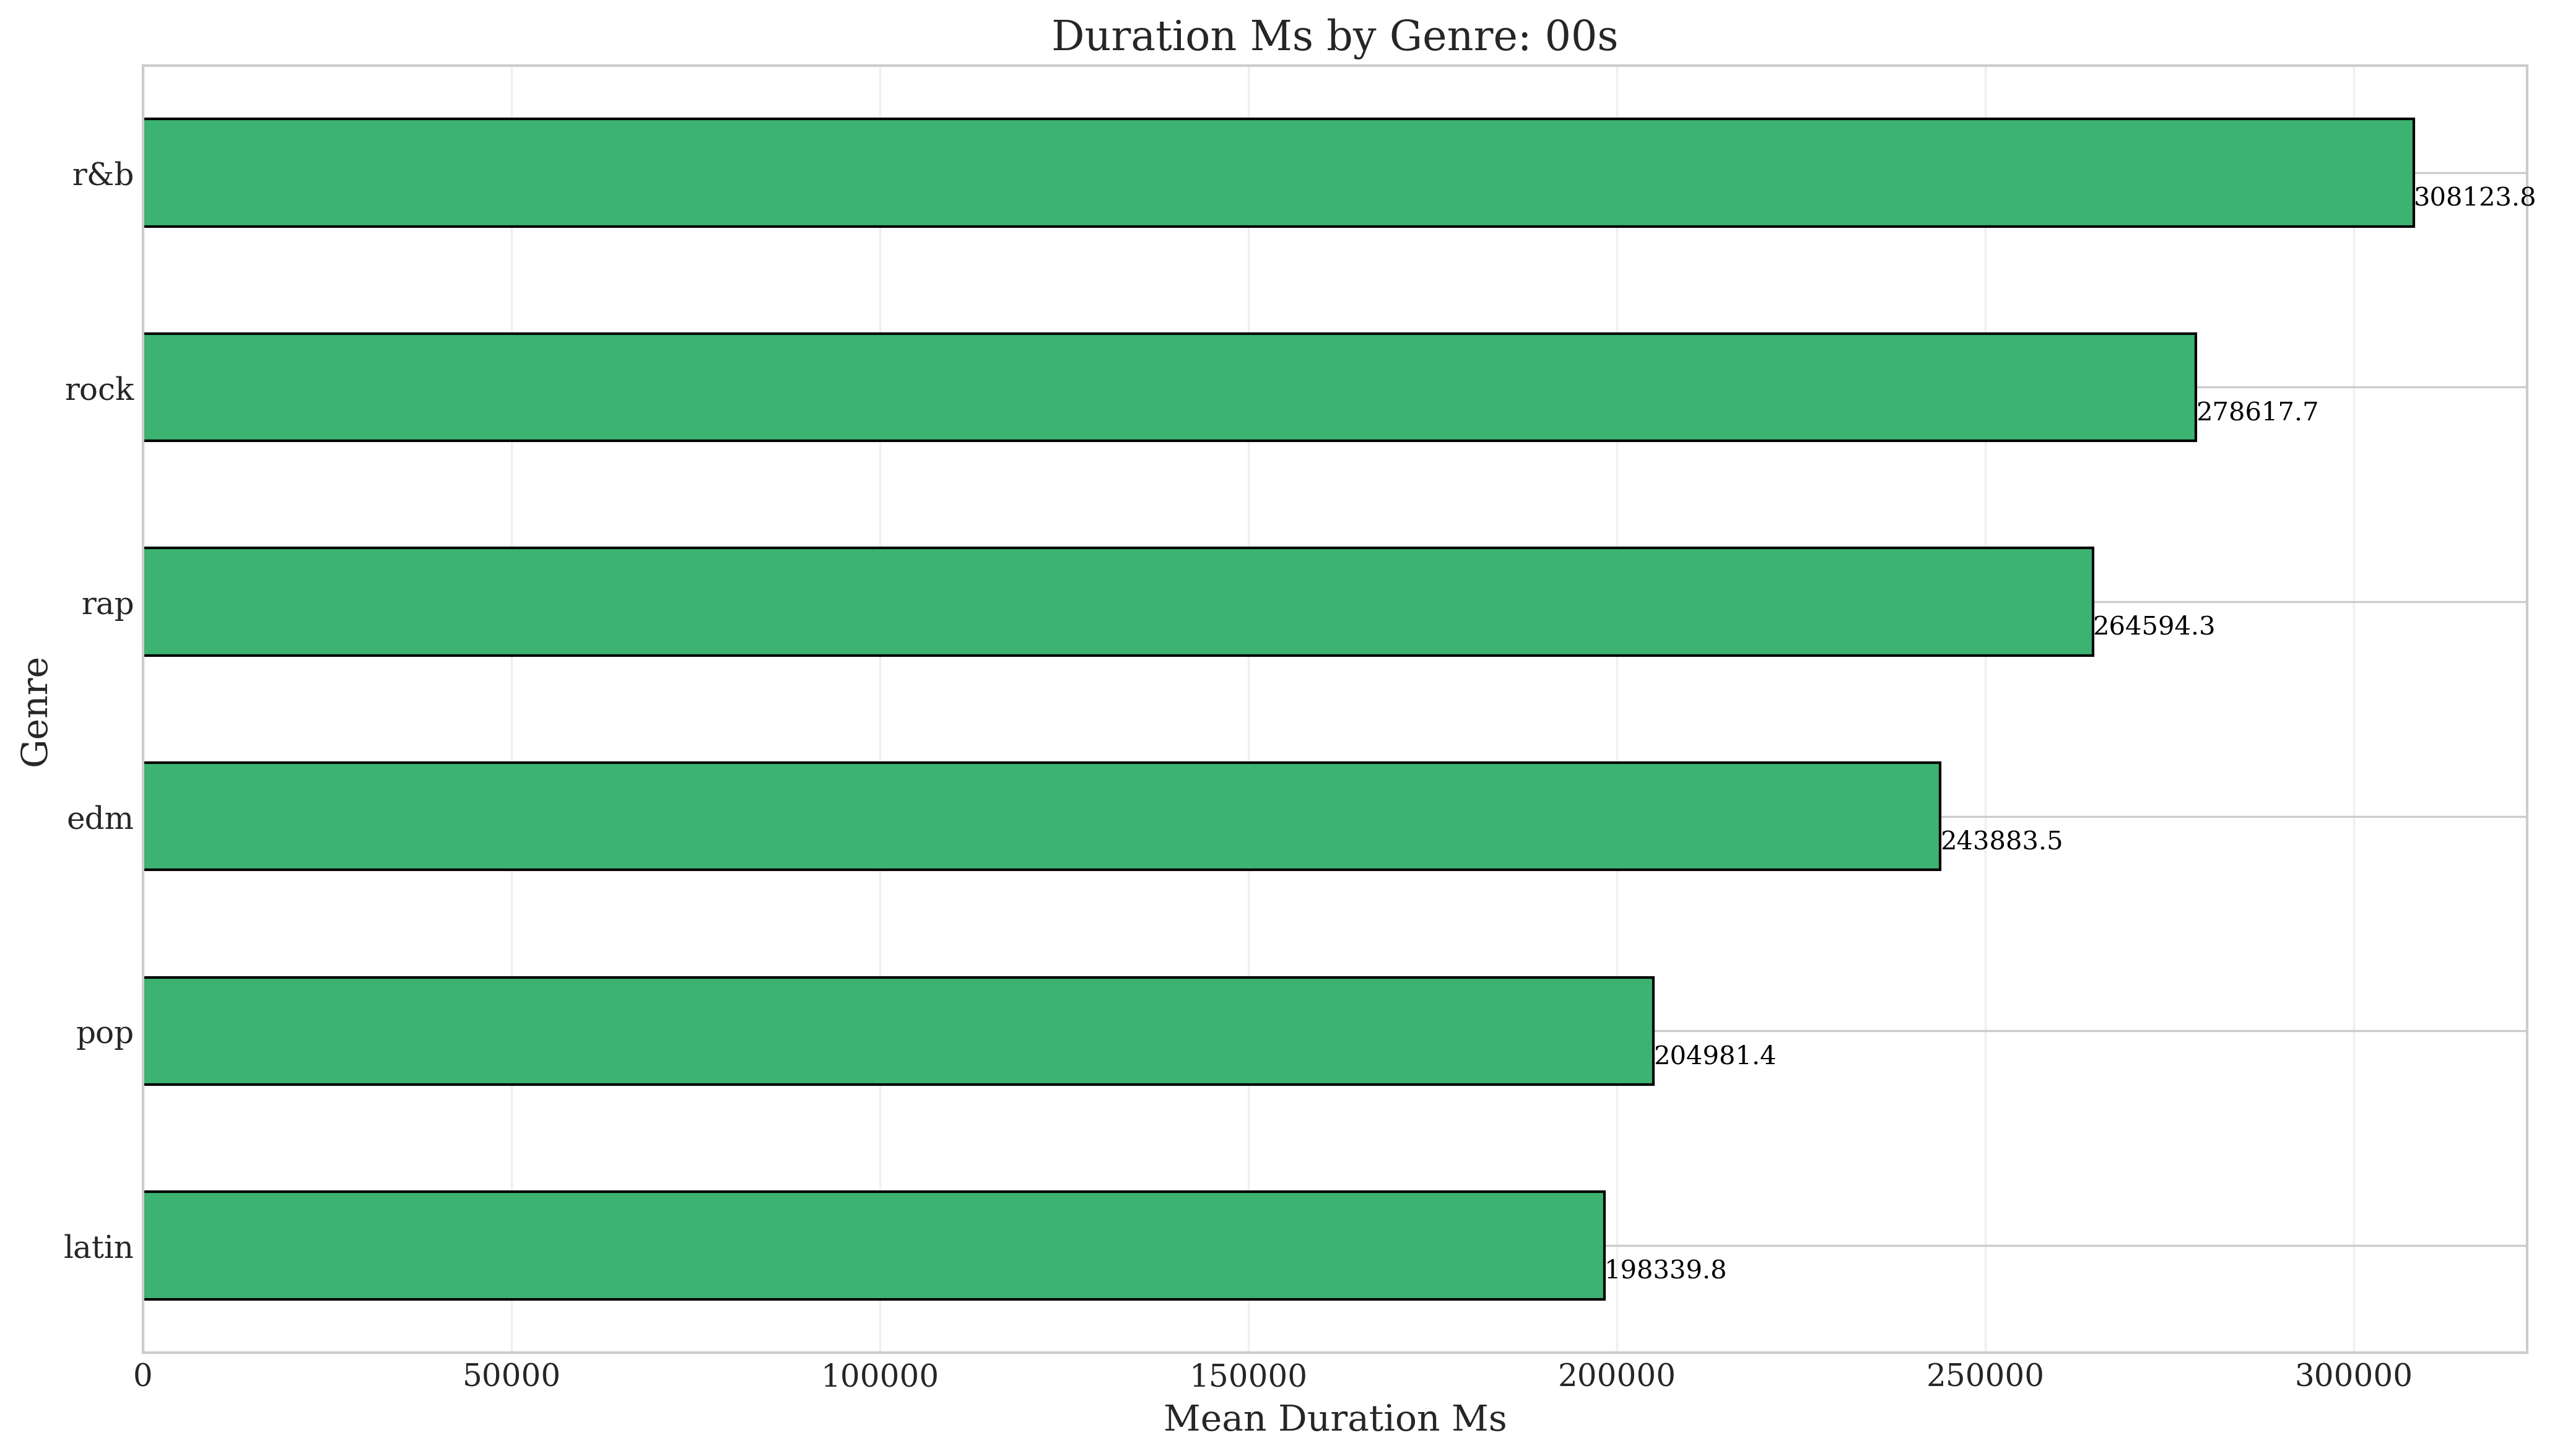 Duration Ms by Genre: 00s
Genre
r&b
308123.8
rock
278617.7
rap
264594.3
edm
243883.5
pop
204981.4
latin
198339.8
0 50000 100000 150000 200000 250000 300000
Mean Duration Ms